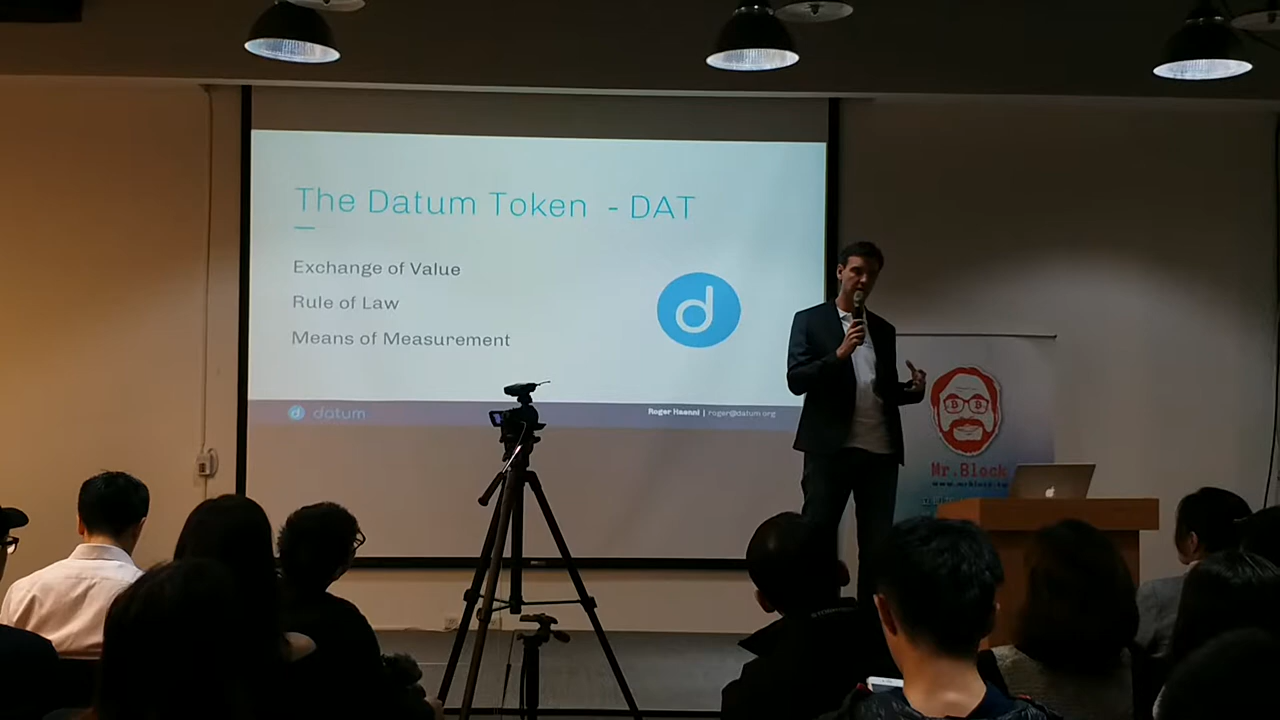 The Datum Token - DAT
Exchange of Value
Rule of Law
Means of Measurement
d
d datum
Roger Haenni | roger@datum.org
Mr.Block